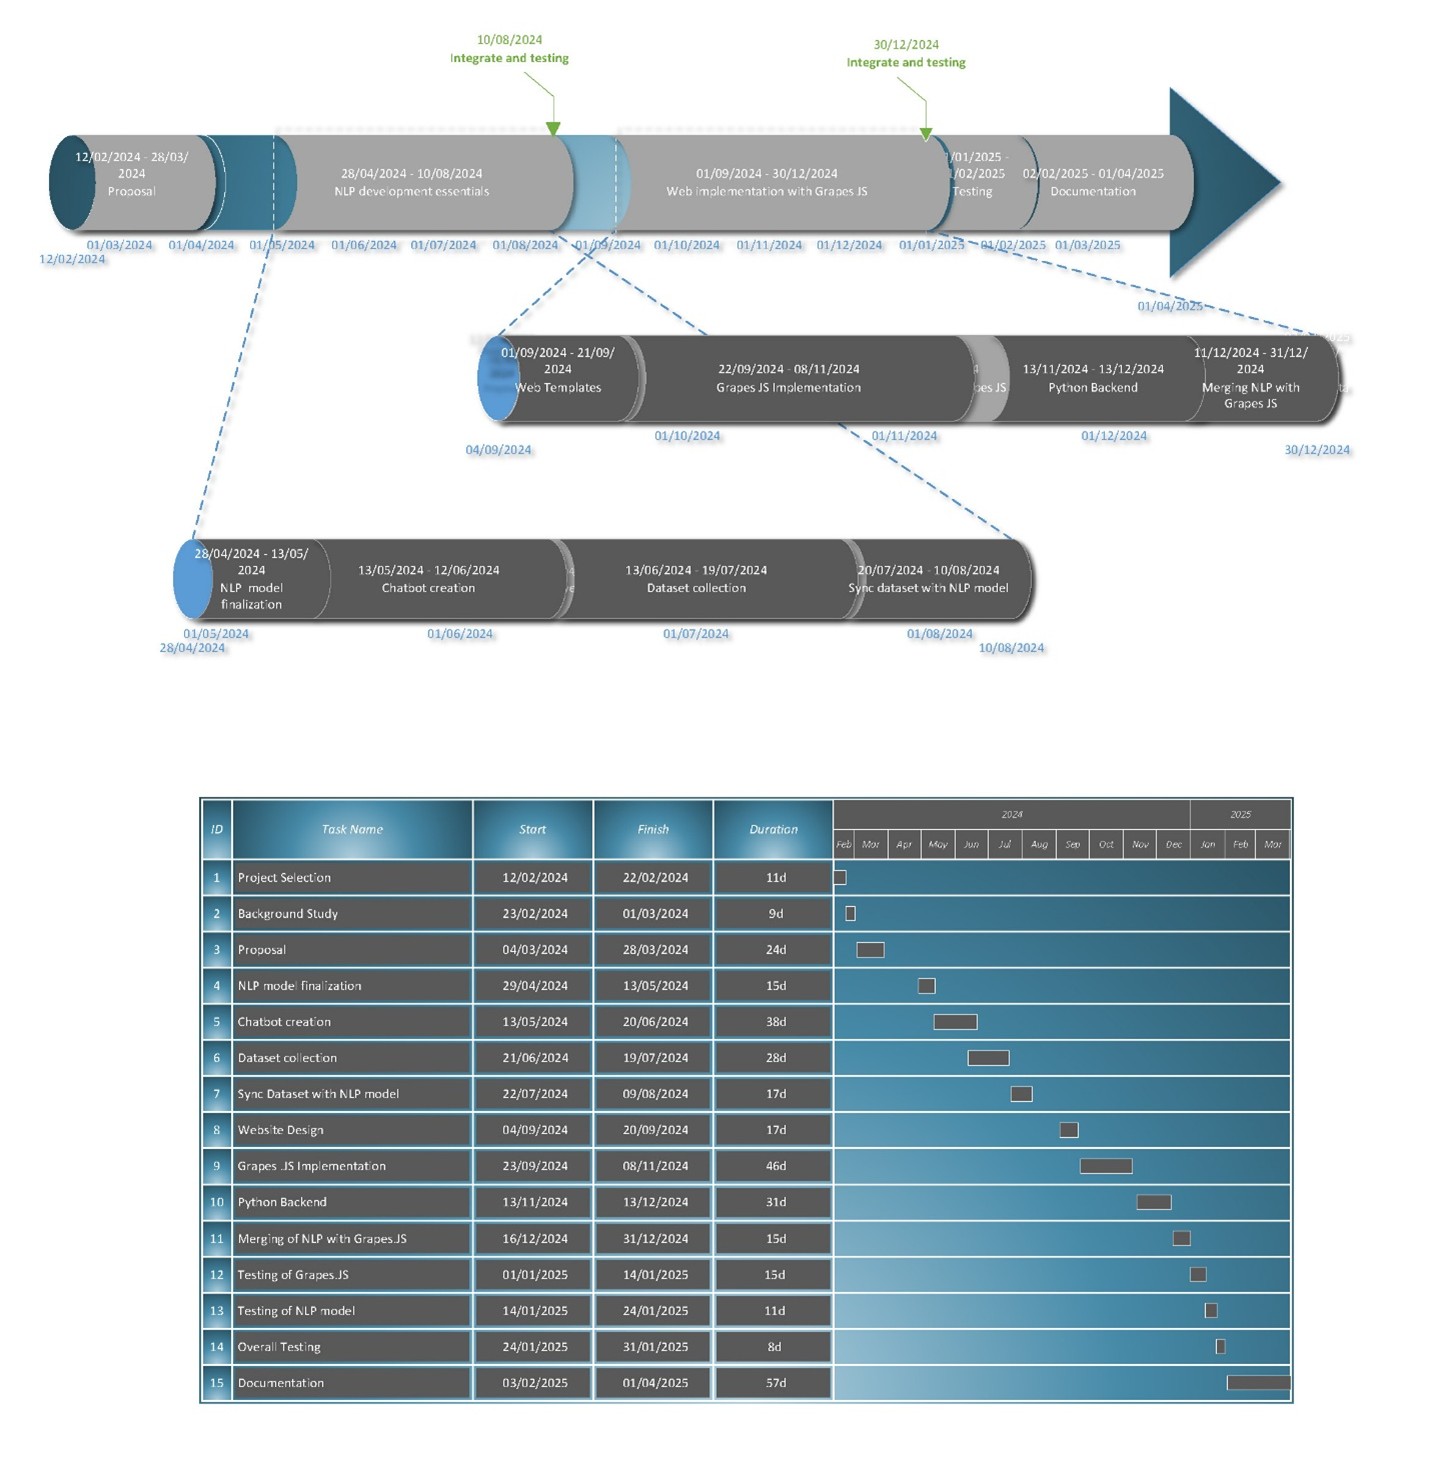 10/08/2024
Integrate and testing
30/12/2024
Integrate and testing
12/02/2024 - 28/03/
2024
Proposal
28/04/2024 - 10/08/2024
NLP development essentials
01/09/2024 - 30/12/2024
Web implementation with Grapes JS
/01/2025 -
/02/2025
Testing
02/02/2025 - 01/04/2025
Documentation
12/02/2024
01/03/2024
01/04/2024
01/05/2024
01/06/2024
01/07/2024
01/08/2024
01/09/2024
01/10/2024
01/11/2024
01/12/2024
01/01/2025
01/02/2025
01/03/2025
01/04/2025
01/09/2024 - 21/09/
2024
Web Templates
22/09/2024 - 08/11/2024
Grapes JS Implementation
pes JS
13/11/2024 - 13/12/2024
Python Backend
11/12/2024 - 31/12/
2024
Merging NLP with
Grapes JS
04/09/2024
01/10/2024
01/11/2024
01/12/2024
30/12/2024
28/04/2024 - 13/05/
2024
NLP model
finalization
13/05/2024 - 12/06/2024
Chatbot creation
13/06/2024 - 19/07/2024
Dataset collection
20/07/2024 - 10/08/2024
Sync dataset with NLP model
01/05/2024
28/04/2024
01/06/2024
01/07/2024
01/08/2024
10/08/2024
ID Task Name Start Finish Duration 2024 2025
Feb Mar Apr May Jun Jul Aug Sep Oct Nov Dec Jan Feb Mar
1 Project Selection 12/02/2024 22/02/2024 11d
2 Background Study 23/02/2024 01/03/2024 9d
3 Proposal 04/03/2024 28/03/2024 24d
4 NLP model finalization 29/04/2024 13/05/2024 15d
5 Chatbot creation 13/05/2024 20/06/2024 38d
6 Dataset collection 21/06/2024 19/07/2024 28d
7 Sync Dataset with NLP model 22/07/2024 09/08/2024 17d
8 Website Design 04/09/2024 20/09/2024 17d
9 Grapes .JS Implementation 23/09/2024 08/11/2024 46d
10 Python Backend 13/11/2024 13/12/2024 31d
11 Merging of NLP with Grapes.JS 16/12/2024 31/12/2024 15d
12 Testing of Grapes.JS 01/01/2025 14/01/2025 15d
13 Testing of NLP model 14/01/2025 24/01/2025 11d
14 Overall Testing 24/01/2025 31/01/2025 8d
15 Documentation 03/02/2025 01/04/2025 57d